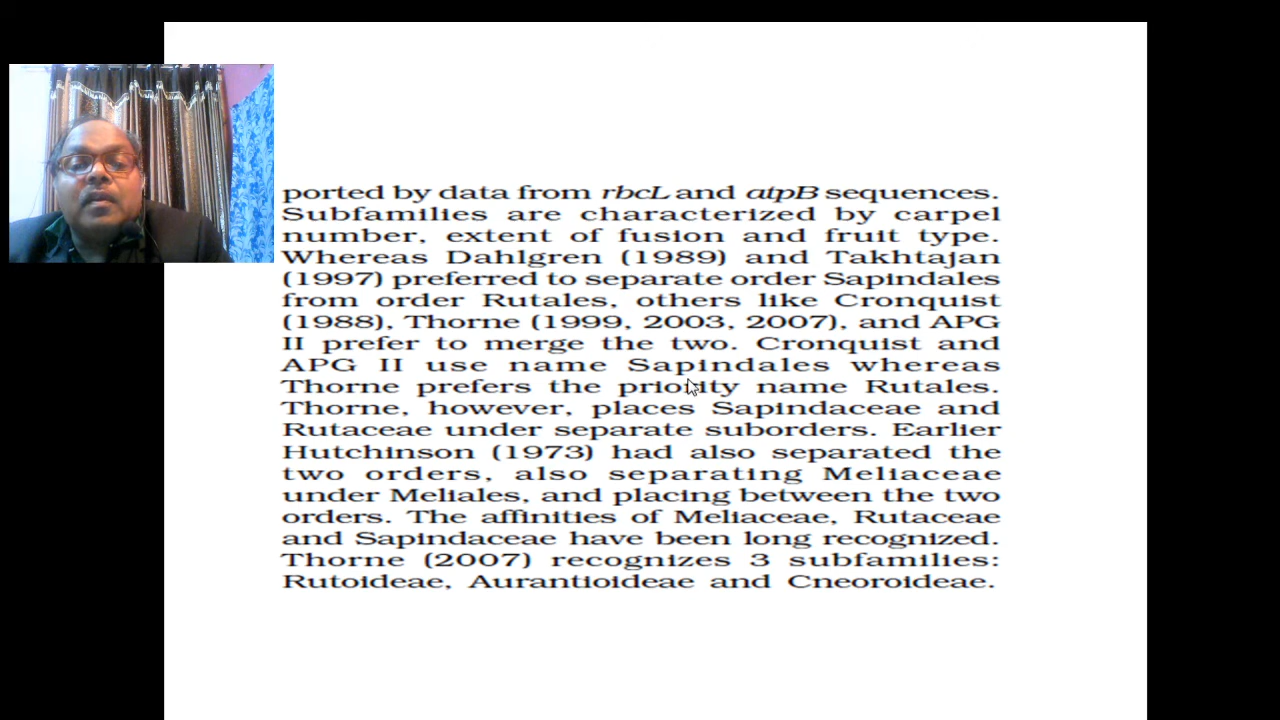 ported by data from rbcL and atpB sequences.
Subfamilies are characterized by carpel
number, extent of fusion and fruit type.
Whereas Dahlgren (1989) and Takhtajan
(1997) preferred to separate order Sapindales
from order Rutales, others like Cronquist
(1988), Thorne (1999, 2003, 2007), and APG
II prefer to merge the two. Cronquist and
APG II use name Sapindales whereas
Thorne prefers the priority name Rutales.
Thorne, however, places Sapindaceae and
Rutaceae under separate suborders. Earlier
Hutchinson (1973) had also separated the
two orders, also separating Meliaceae
under Meliales, and placing between the two
orders. The affinities of Meliaceae, Rutaceae
and Sapindaceae have been long recognized.
Thorne (2007) recognizes 3 subfamilies:
Rutoideae, Aurantioideae and Cneoroideae.